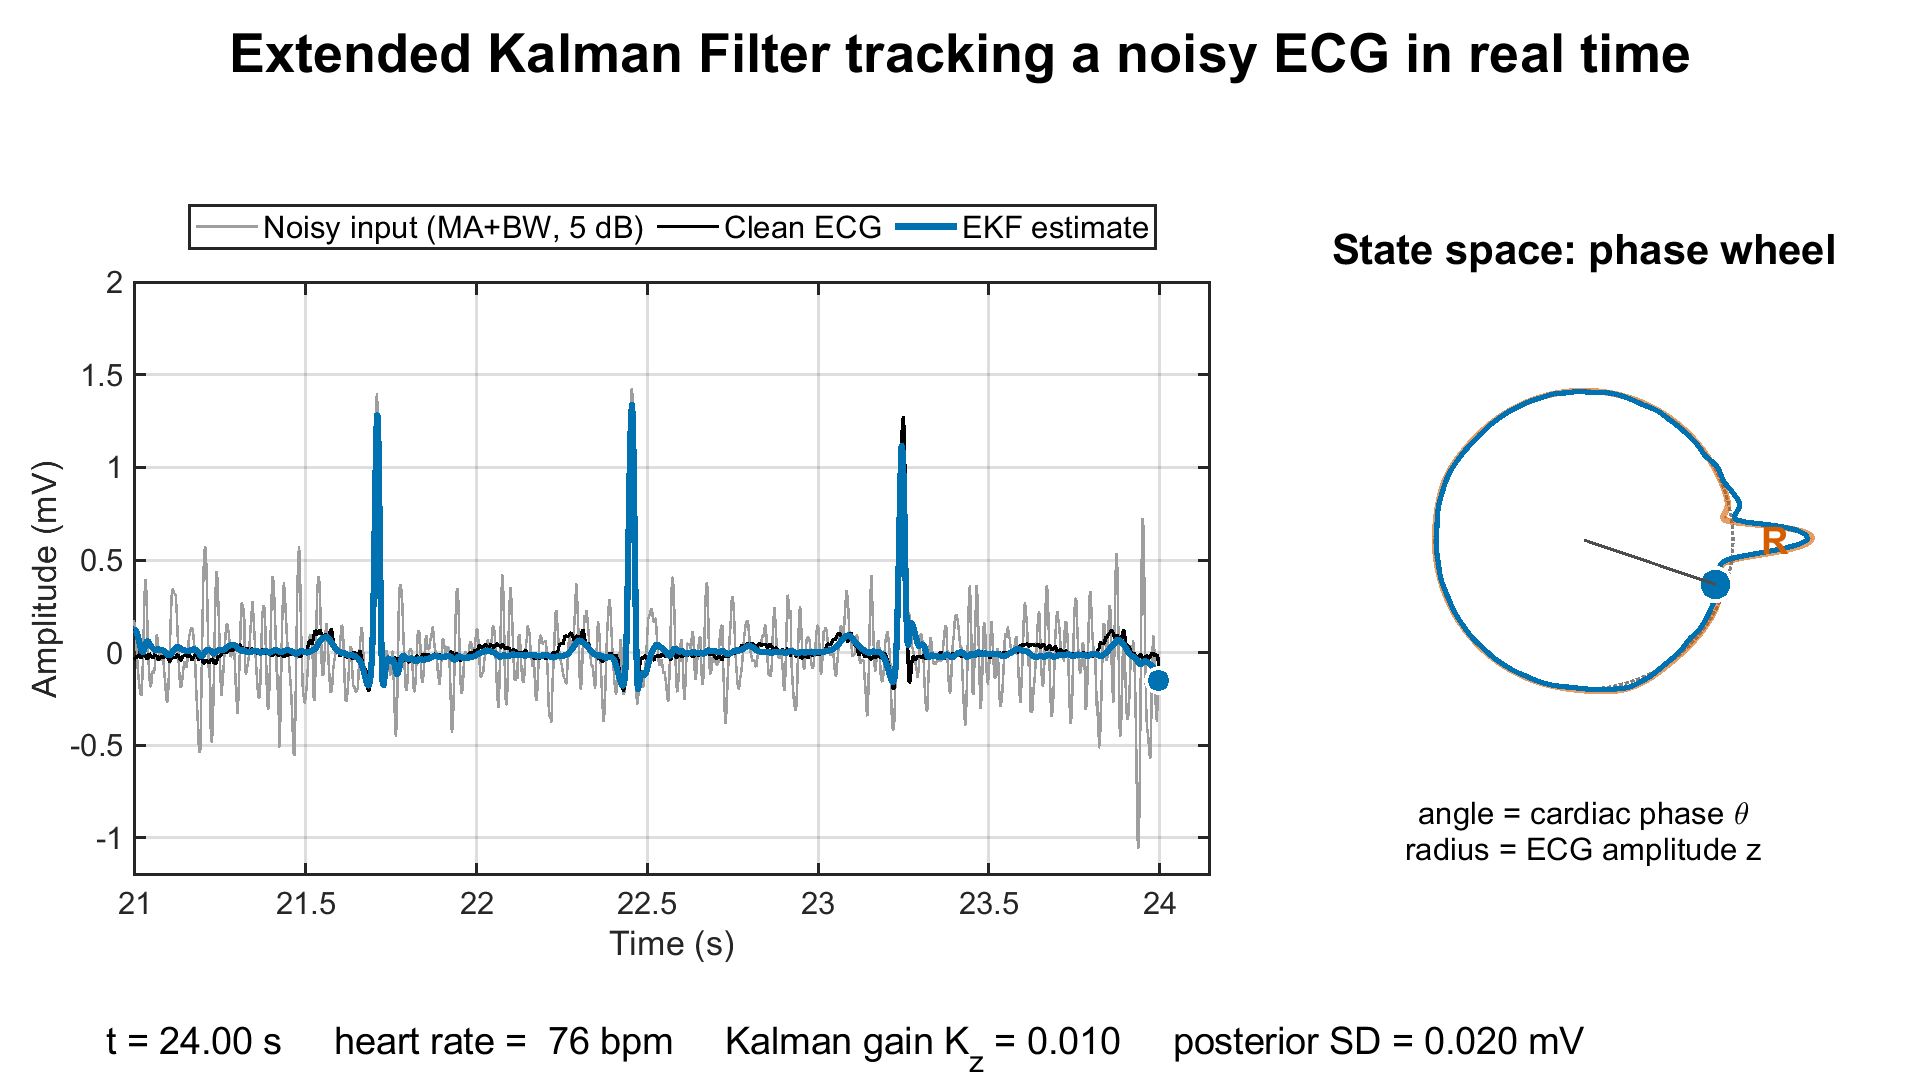 Extended Kalman Filter tracking a noisy ECG in real time
Noisy input (MA+BW, 5 dB) Clean ECG EKF estimate
State space: phase wheel
2
1.5
1
0.5
0
-0.5
-1
Amplitude (mV)
R
21 21.5 22 22.5 23 23.5 24
Time (s)
angle = cardiac phase θ
radius = ECG amplitude z
t = 24.00 s heart rate = 76 bpm Kalman gain K_z = 0.010 posterior SD = 0.020 mV